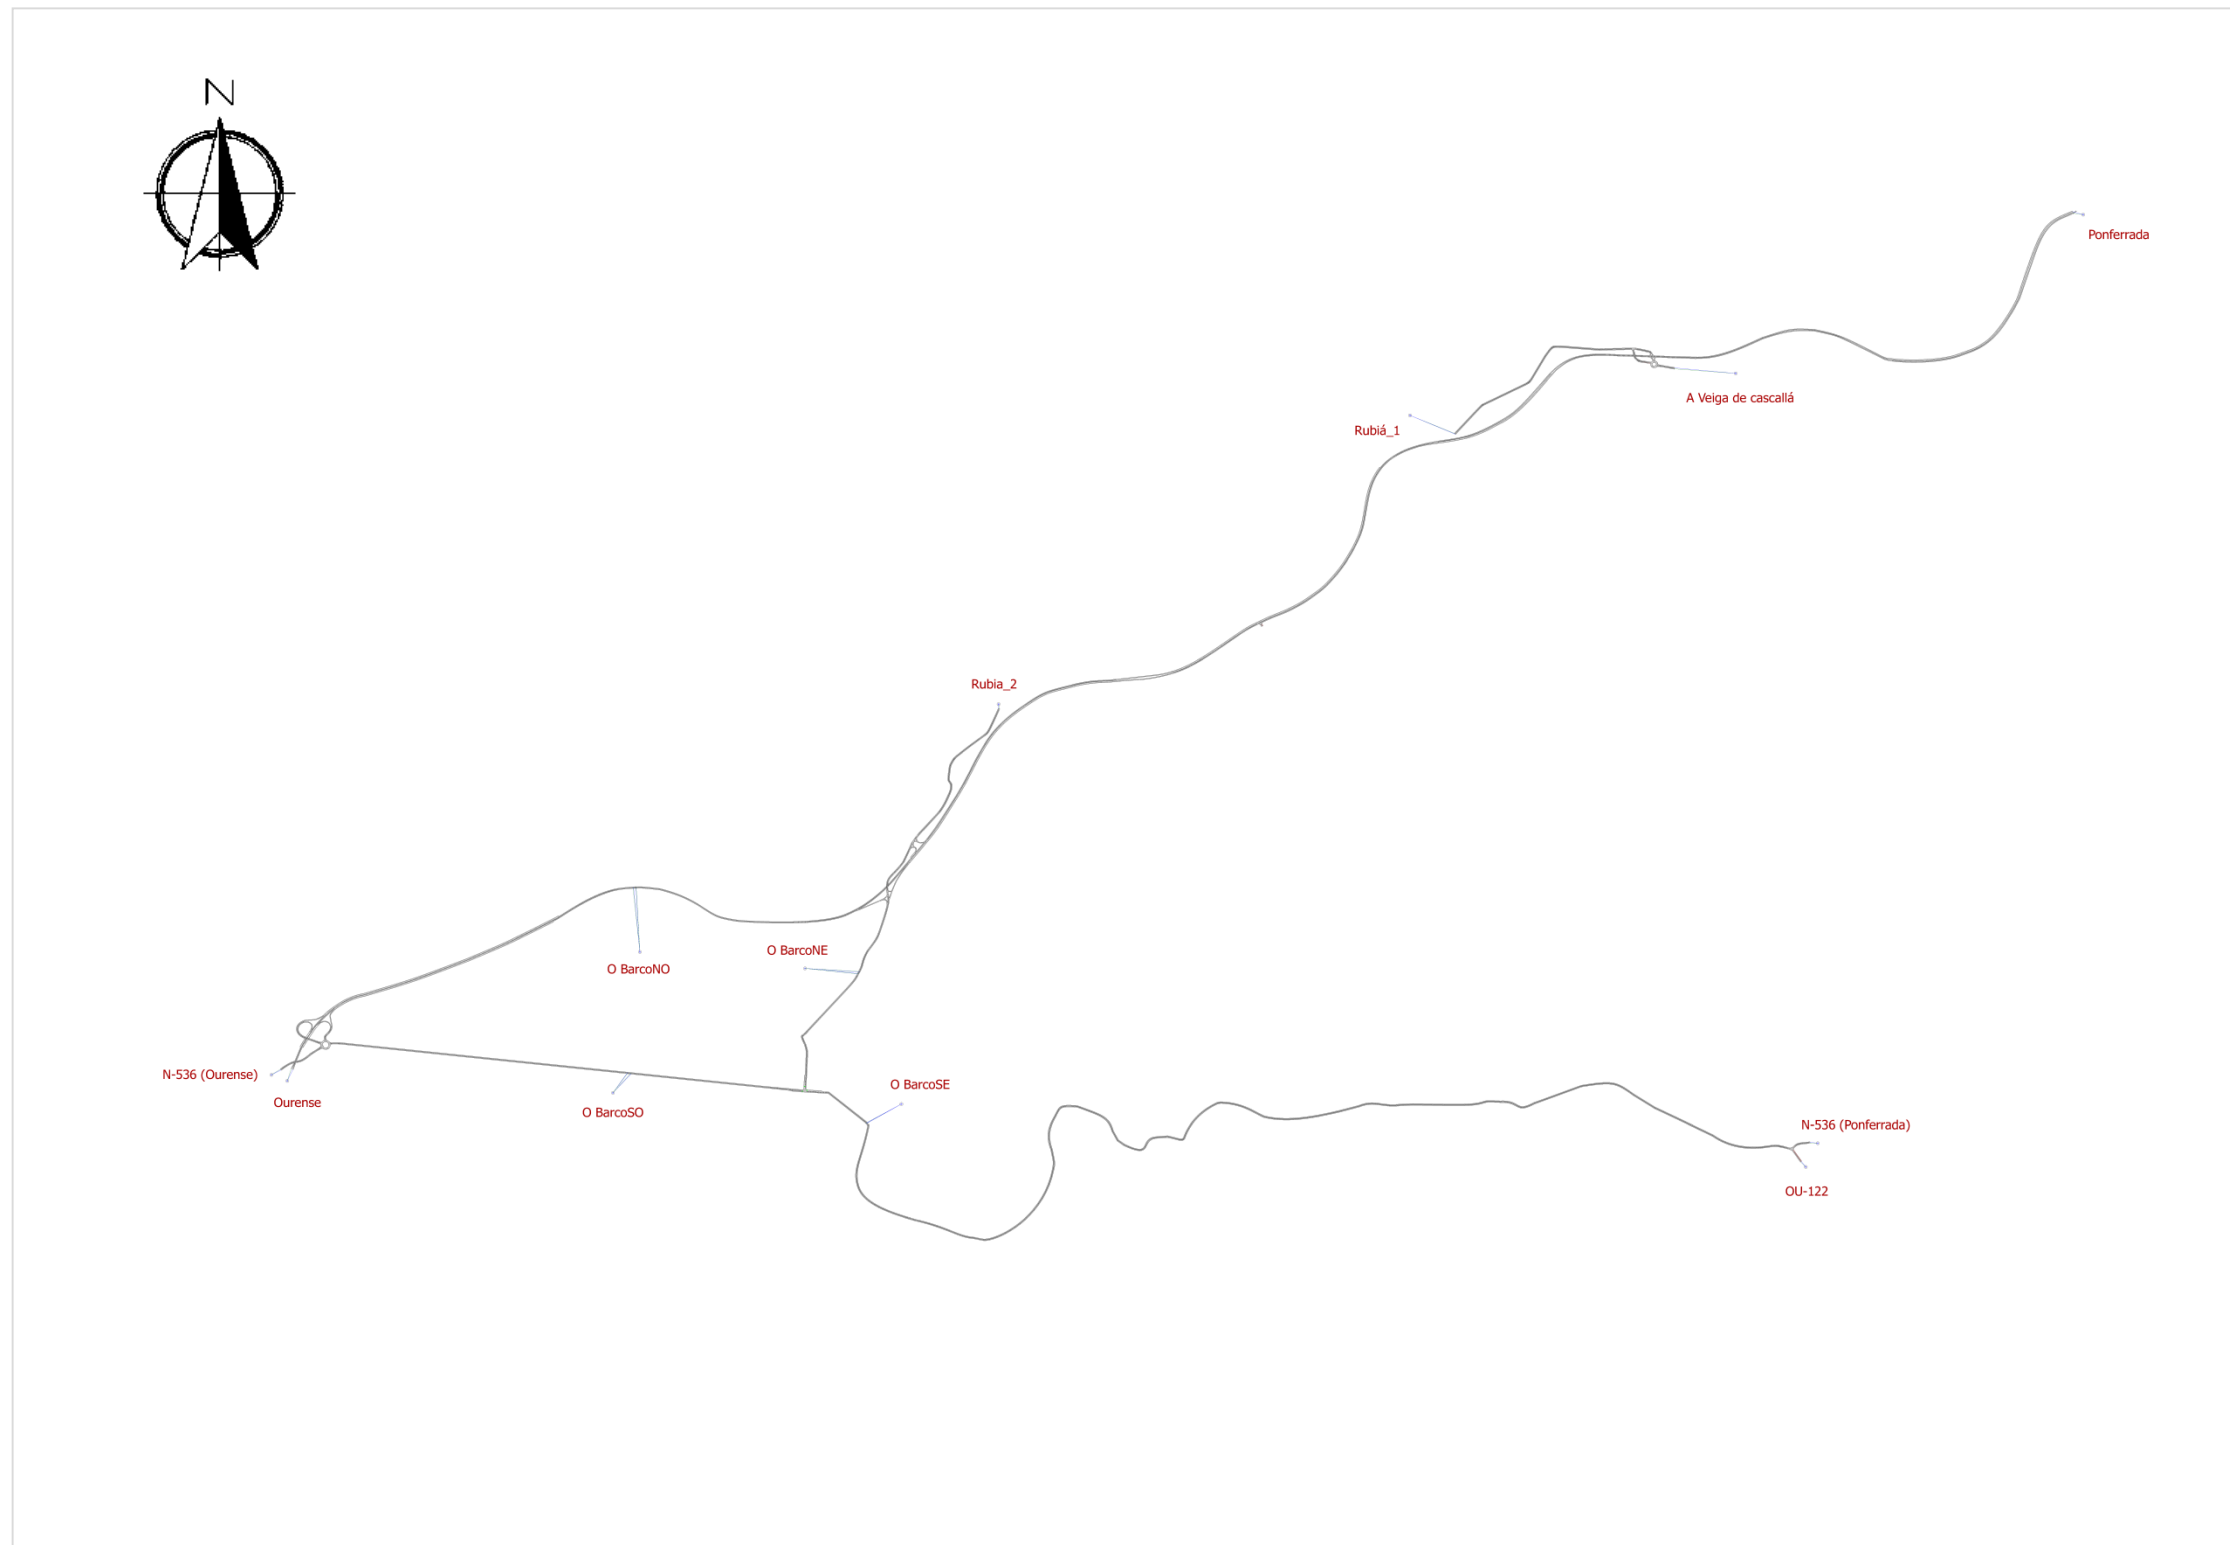 N
Ponferrada
A Veiga de cascallá
Rubiá_1
Rubia_2
O BarcoNE
O BarcoNO
N-536 (Ourense)
Ourense
O BarcoSO
O BarcoSE
N-536 (Ponferrada)
OU-122